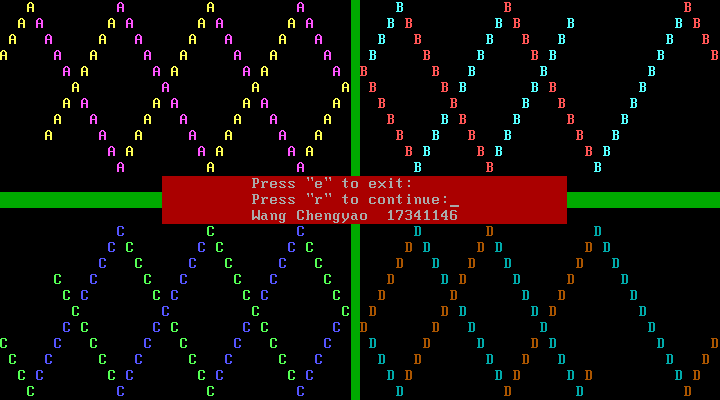 Press "e" to exit:
Press "r" to continue:_
Wang Chengyao  17341146